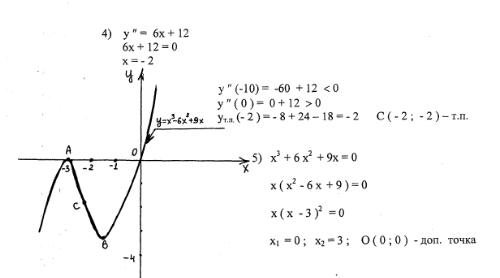 4) y '' = 6x + 12
6x + 12 = 0
x = - 2
y
y '' (-10) = -60 + 12 < 0
y '' ( 0 ) = 0 + 12 > 0
yт.п.( - 2 ) = - 8 + 24 – 18 = - 2 C ( - 2 ; - 2 ) – т.п.
y=x³-6x²+9x
A
O
-3 -2 -1
x
C
B
-4
5) x³ + 6 x² + 9x = 0
x ( x² - 6 x + 9 ) = 0
x ( x - 3 )² = 0
x₁ = 0 ; x₂ = 3 ; O ( 0 ; 0 ) - доп. точка